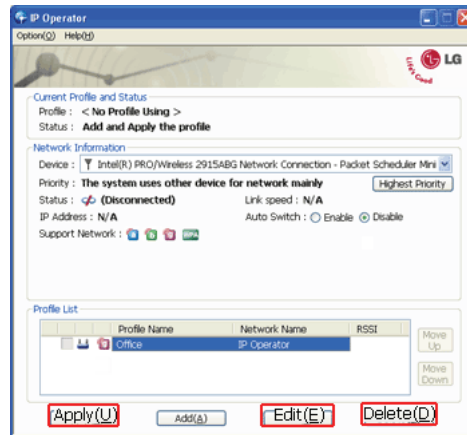 IP Operator
Option(O) Help(H)
Life's Good LG
Current Profile and Status
Profile : < No Profile Using >
Status : Add and Apply the profile
Network Information
Device : Intel(R) PRO/Wireless 2915ABG Network Connection - Packet Scheduler Mini
Priority : The system uses other device for network mainly Highest Priority
Status : (Disconnected) Link speed : N/A
IP Address : N/A Auto Switch : Enable Disable
Support Network : a b g WPA
Profile List
Profile Name Network Name RSSI
Office IP Operator
Move Up
Move Down
Apply(U) Add(A) Edit(E) Delete(D)